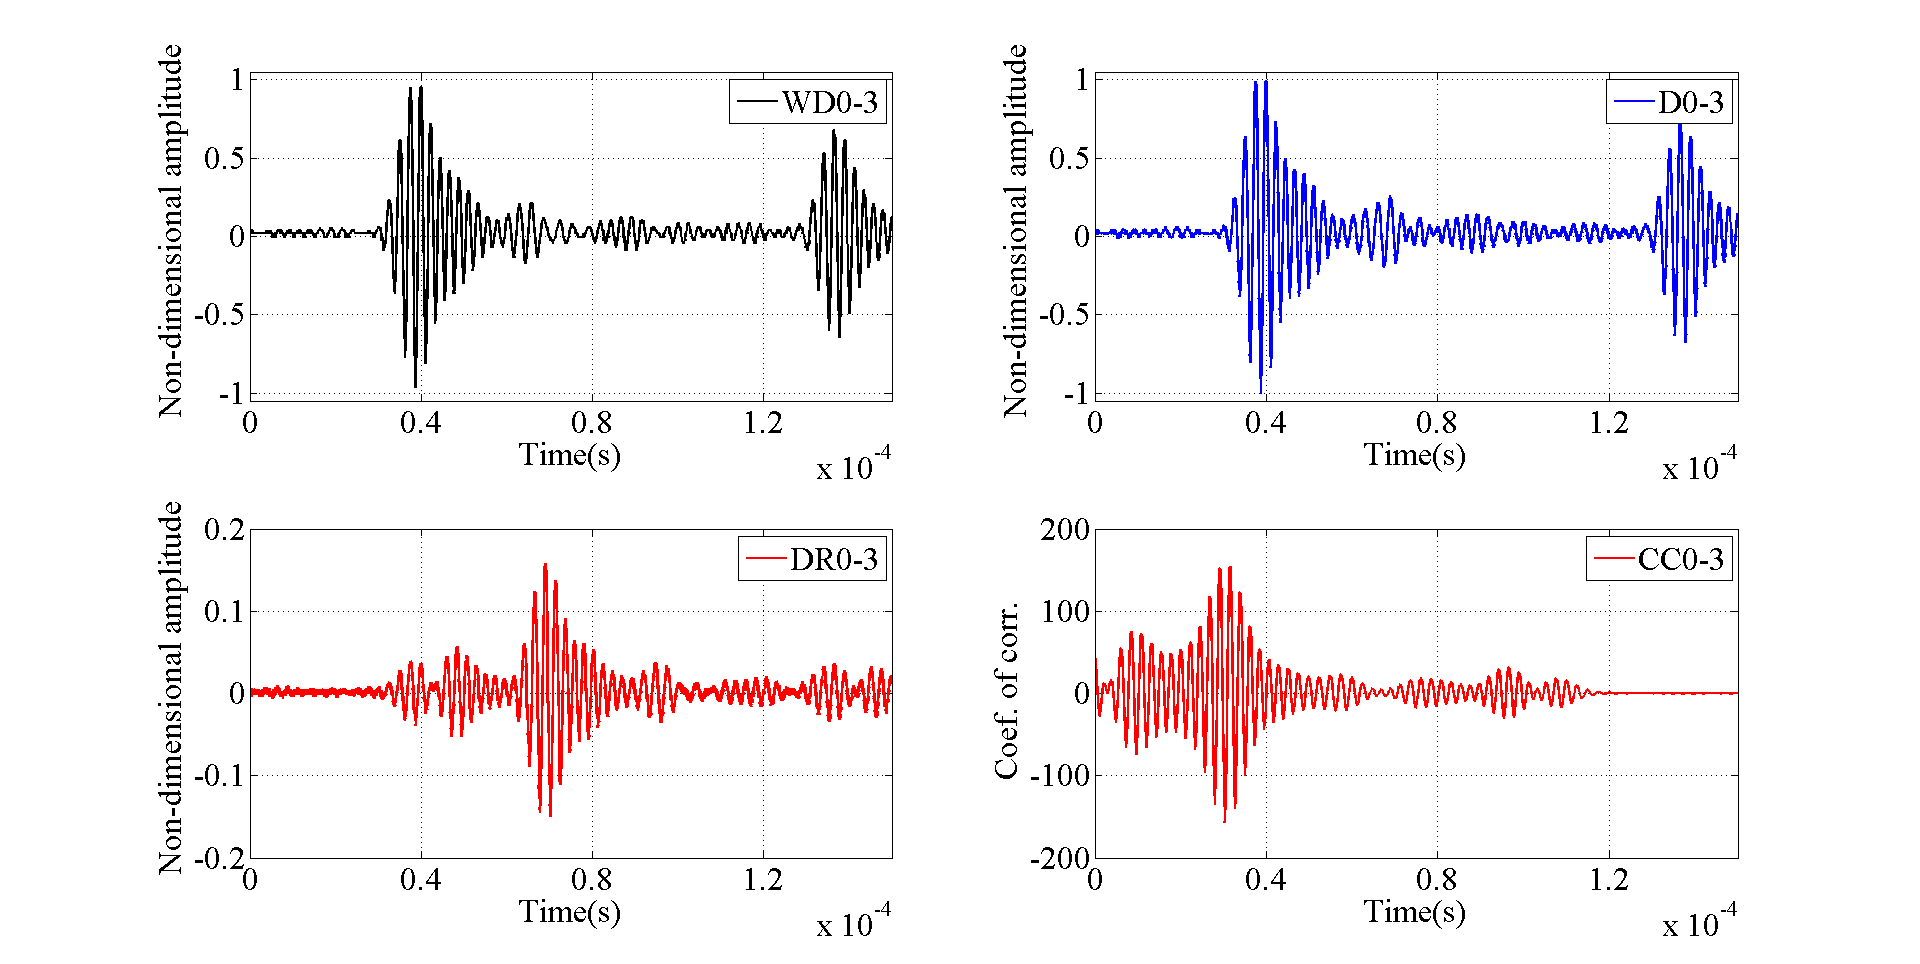 Non-dimensional amplitude
1
0.5
0
-0.5
-1
WD0-3
0 0.4 0.8 1.2
Time(s)
x 10-4
Non-dimensional amplitude
1
0.5
0
-0.5
-1
D0-3
0 0.4 0.8 1.2
Time(s)
x 10-4
Non-dimensional amplitude
0.2
0.1
0
-0.1
-0.2
DR0-3
0 0.4 0.8 1.2
Time(s)
x 10-4
Coef. of corr.
200
100
0
-100
-200
CC0-3
0 0.4 0.8 1.2
Time(s)
x 10-4